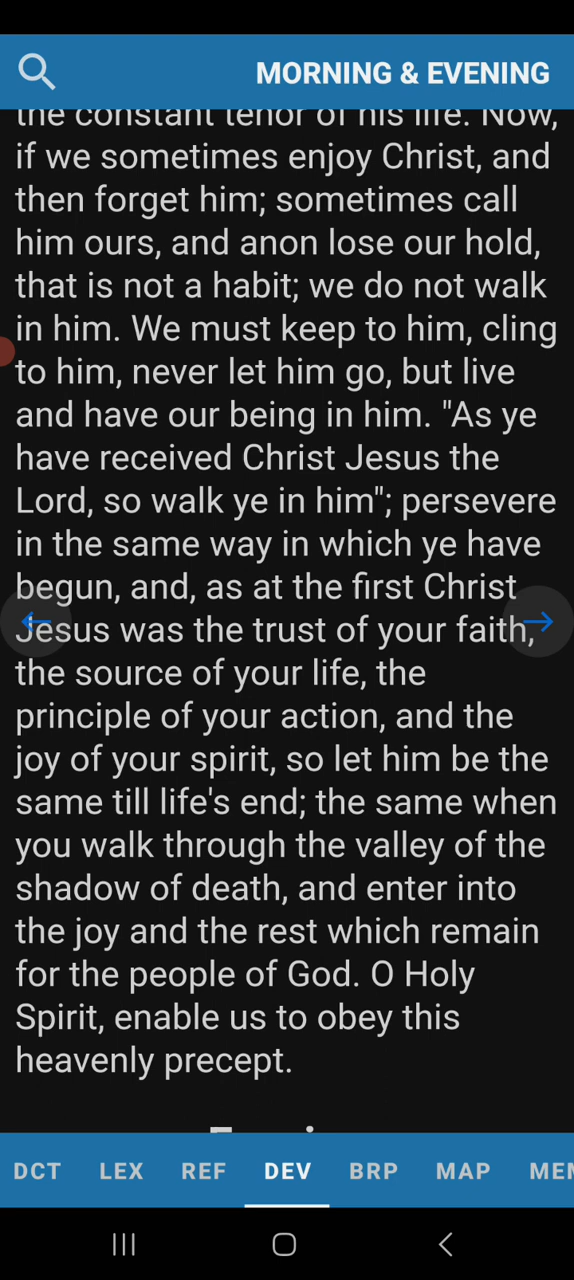 MORNING & EVENING
the constant tenor of his life. Now,
if we sometimes enjoy Christ, and
then forget him; sometimes call
him ours, and anon lose our hold,
that is not a habit; we do not walk
in him. We must keep to him, cling
to him, never let him go, but live
and have our being in him. "As ye
have received Christ Jesus the
Lord, so walk ye in him"; persevere
in the same way in which ye have
begun, and, as at the first Christ
Jesus was the trust of your faith,
the source of your life, the
principle of your action, and the
joy of your spirit, so let him be the
same till life's end; the same when
you walk through the valley of the
shadow of death, and enter into
the joy and the rest which remain
for the people of God. O Holy
Spirit, enable us to obey this
heavenly precept.
DCT LEX REF DEV BRP MAP